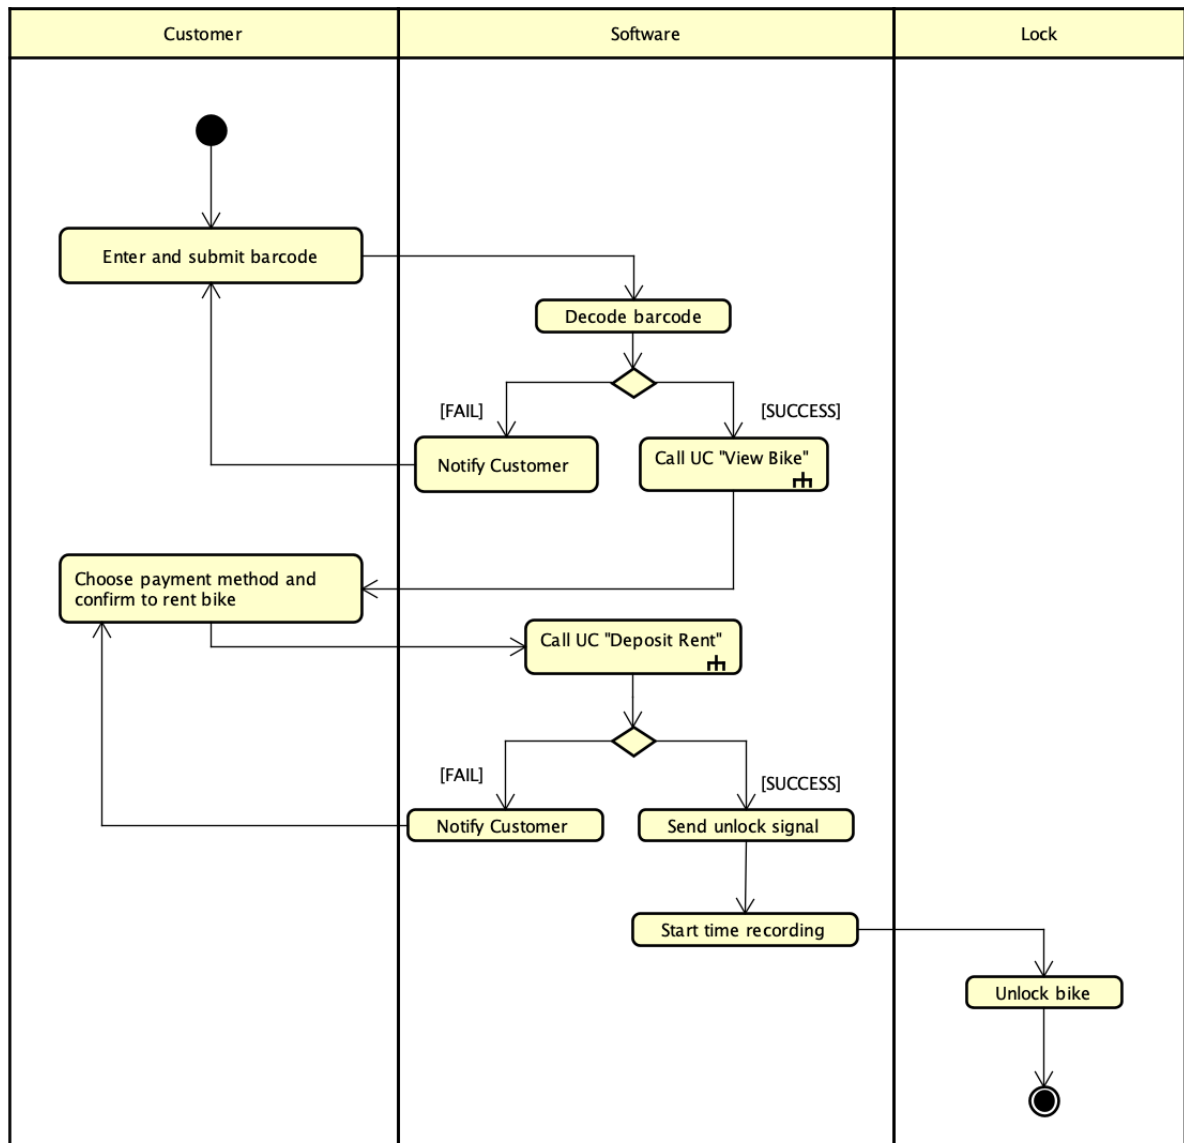 Customer
Software
Lock
Enter and submit barcode
Decode barcode
[FAIL]
[SUCCESS]
Notify Customer
Call UC "View Bike"
Choose payment method and
confirm to rent bike
Call UC "Deposit Rent"
[FAIL]
[SUCCESS]
Notify Customer
Send unlock signal
Start time recording
Unlock bike